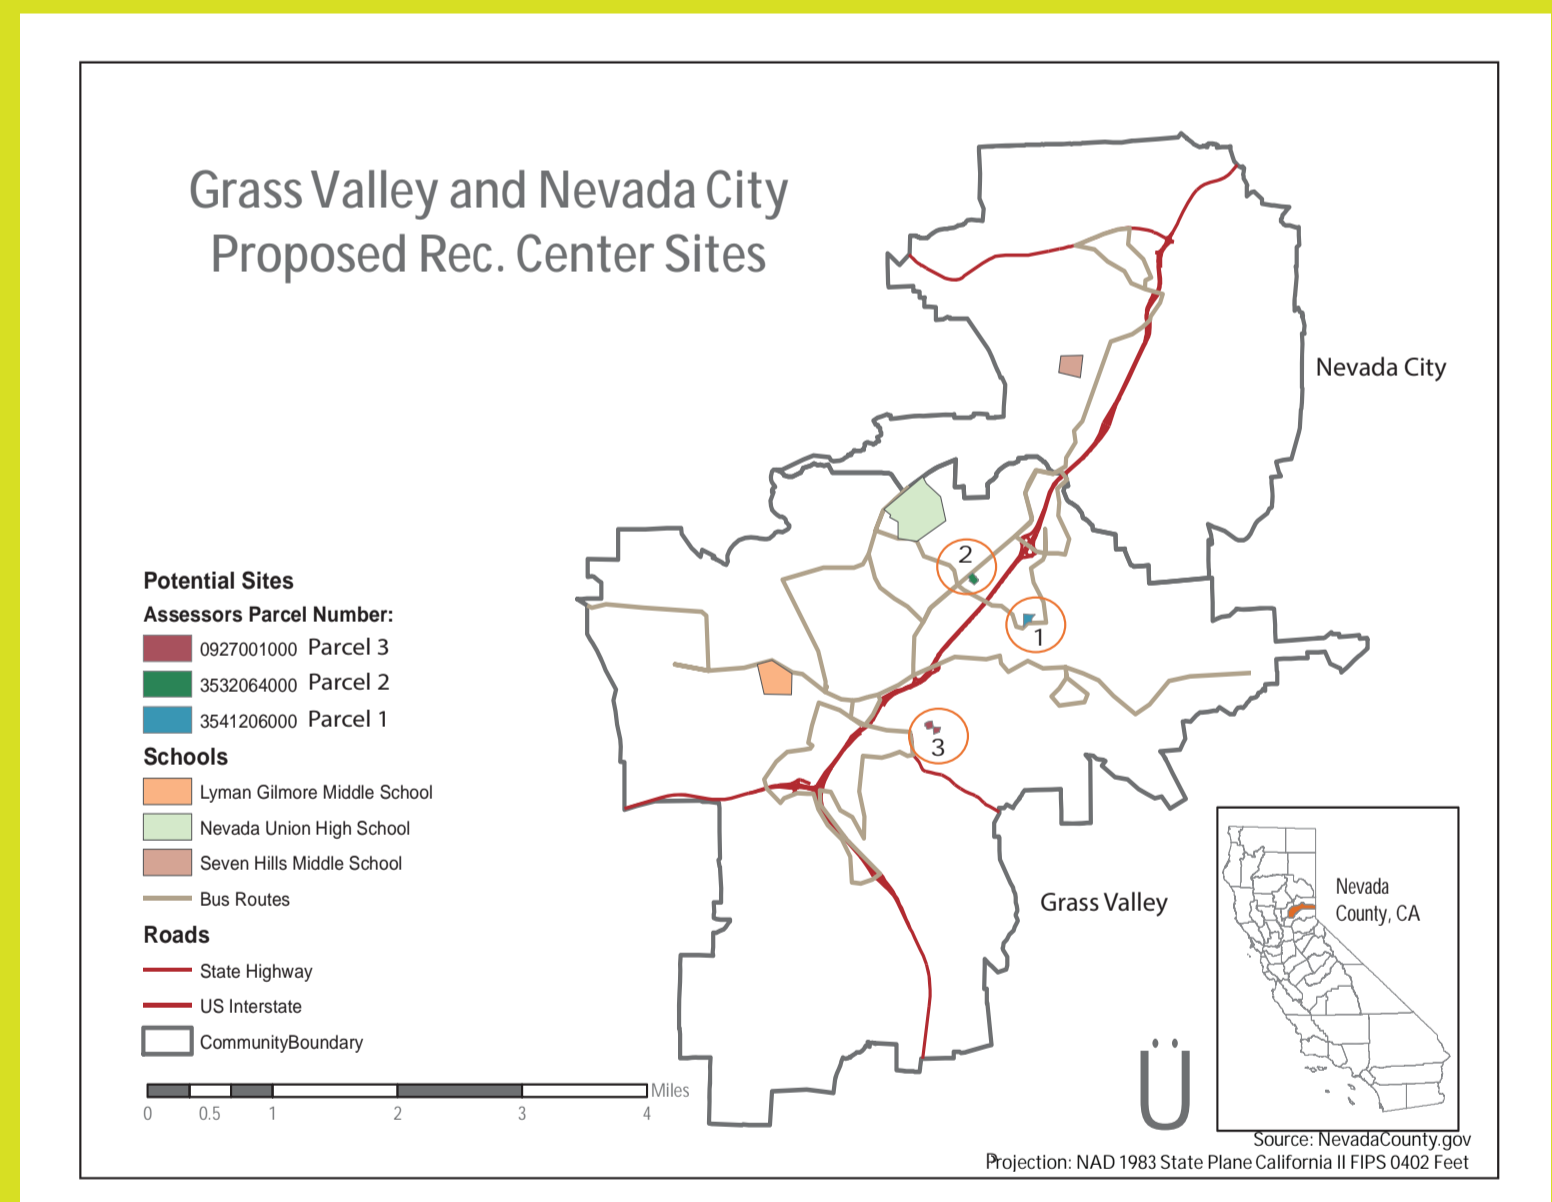 Grass Valley and Nevada City
Proposed Rec. Center Sites
Nevada City
2
1
3
Potential Sites
Assessors Parcel Number:
0927001000 Parcel 3
3532064000 Parcel 2
3541206000 Parcel 1
Schools
Lyman Gilmore Middle School
Nevada Union High School
Seven Hills Middle School
Bus Routes
Roads
State Highway
US Interstate
CommunityBoundary
Miles
0 0.5 1 2 3 4
Grass Valley
Ü
Nevada
County, CA
Source: NevadaCounty.gov
Projection: NAD 1983 State Plane California II FIPS 0402 Feet